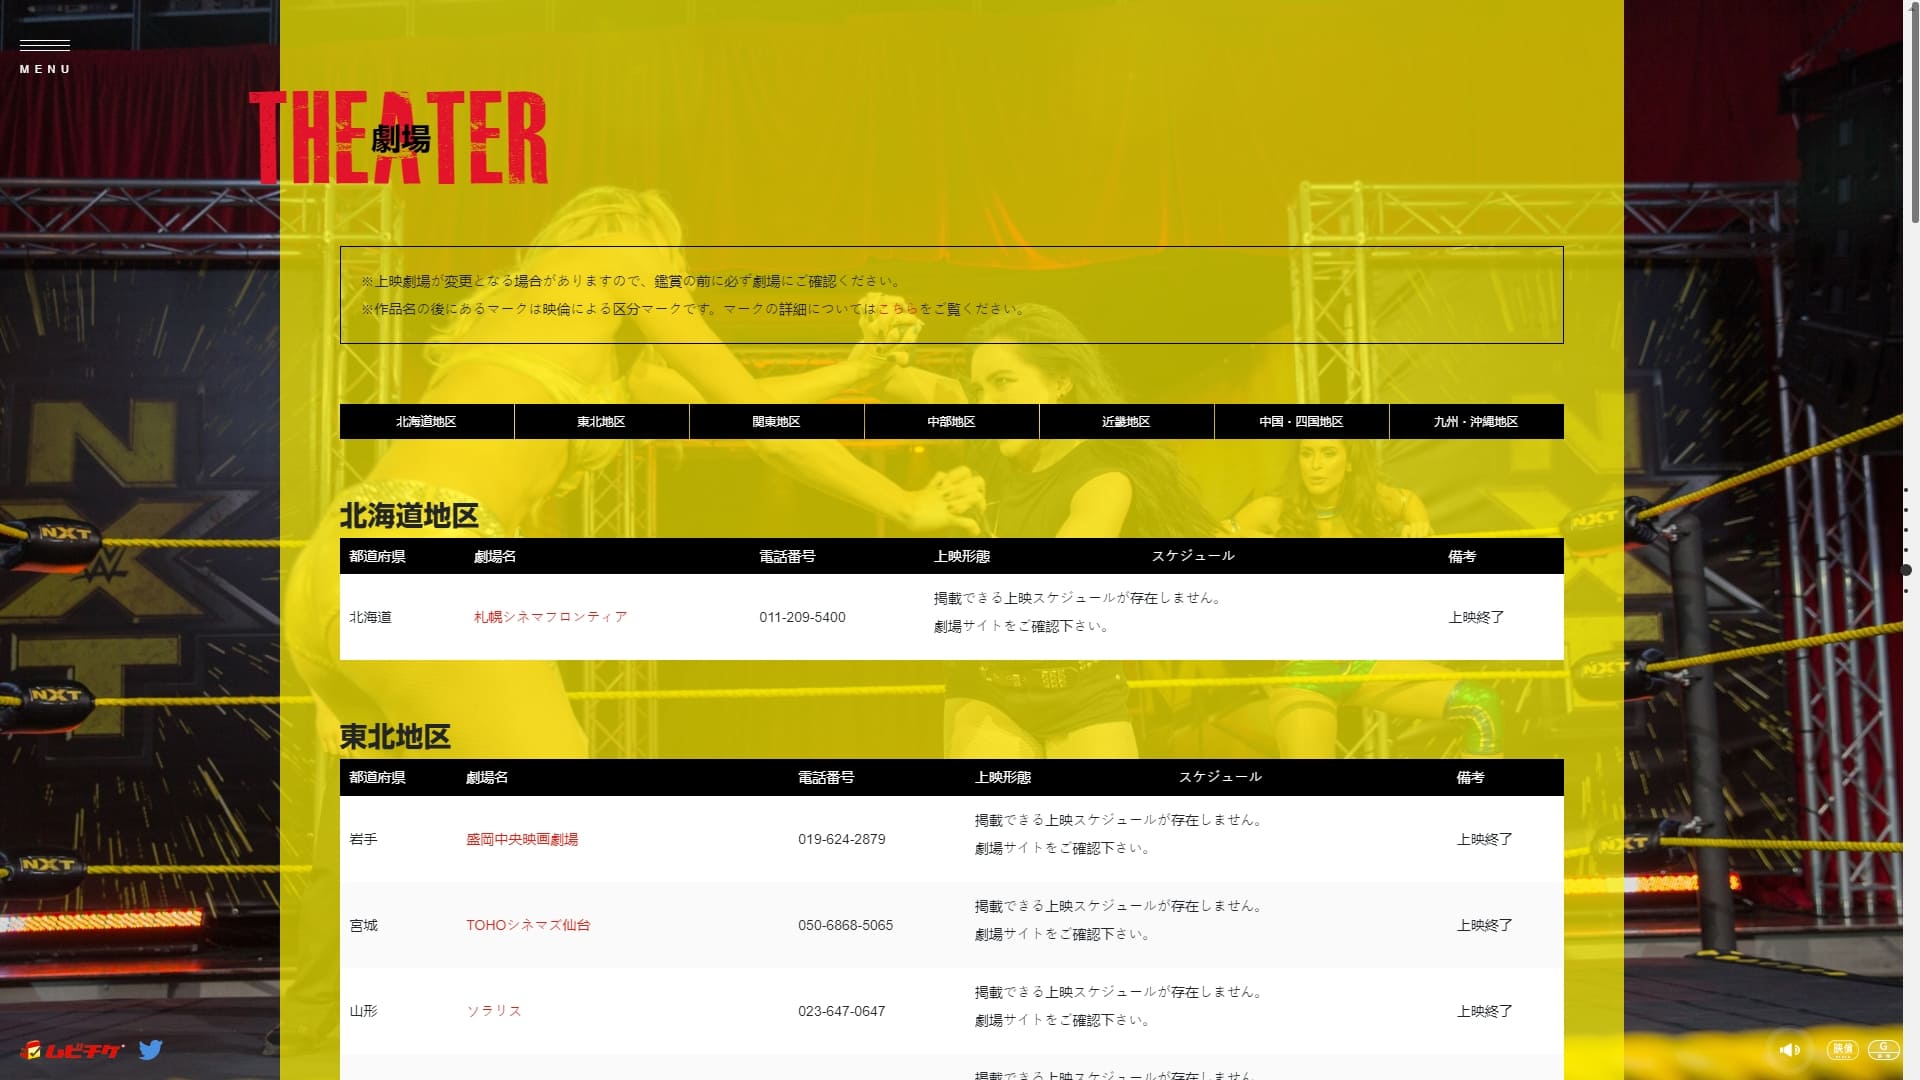 MENU
THEATER
劇場
※上映劇場が変更となる場合がありますので、鑑賞の前に必ず劇場にご確認ください。
※作品名の後にあるマークは映倫による区分マークです。マークの詳細についてはこちらをご覧ください。
北海道地区 東北地区 関東地区 中部地区 近畿地区 中国・四国地区 九州・沖縄地区
北海道地区
都道府県 劇場名 電話番号 上映形態 スケジュール 備考
北海道 札幌シネマフロンティア 011-209-5400 掲載できる上映スケジュールが存在しません。 上映終了
劇場サイトをご確認下さい。
東北地区
都道府県 劇場名 電話番号 上映形態 スケジュール 備考
岩手 盛岡中央映画劇場 019-624-2879 掲載できる上映スケジュールが存在しません。 上映終了
劇場サイトをご確認下さい。
宮城 TOHOシネマズ仙台 050-6868-5065 掲載できる上映スケジュールが存在しません。 上映終了
劇場サイトをご確認下さい。
山形 ソラリス 023-647-0647 掲載できる上映スケジュールが存在しません。 上映終了
劇場サイトをご確認下さい。
掲載できる上映スケジュールが存在しません。
ムビチケ
映倫
G
NXT
NXT
NXT
NXT
NXT
NXT
NXT
NXT